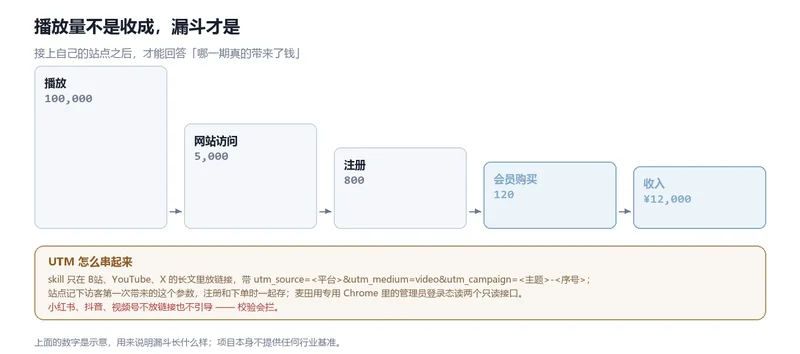 播放量不是收成，漏斗才是
接上自己的站点之后，才能回答「哪一期真的带来了钱」
播放
100,000
网站访问
5,000
注册
800
会员购买
120
收入
¥12,000
UTM 怎么串起来
skill 只在 B站、YouTube、X 的长文里放链接，带 utm_source=<平台>&utm_medium=video&utm_campaign=<主题>-<序号>；
站点记下访客第一次带来的这个参数，注册和下单时一起存；麦田用专用 Chrome 里的管理员登录态读两个只读接口。
小红书、抖音、视频号不放链接也不引导 —— 校验会拦。
上面的数字是示意，用来说明漏斗长什么样；项目本身不提供任何行业基准。